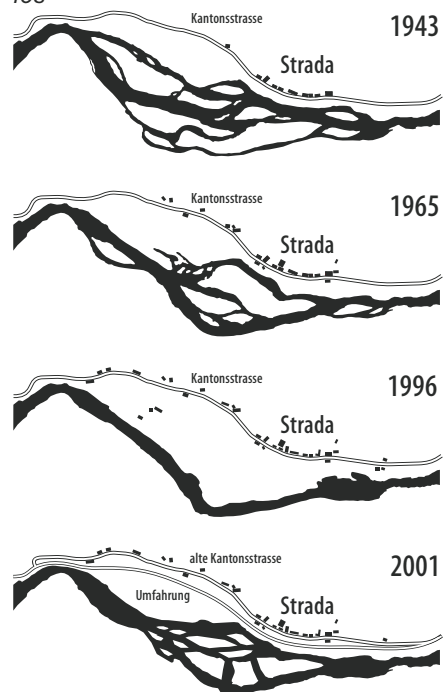 Kantonsstrasse
1943
Strada
Kantonsstrasse
1965
Strada
Kantonsstrasse
1996
Strada
alte Kantonsstrasse
2001
Umfahrung
Strada